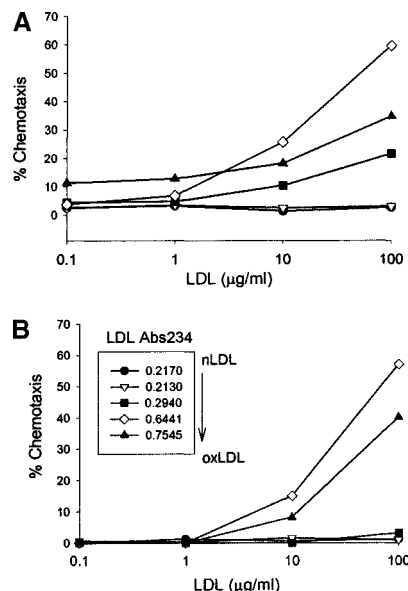 A
70
60
50
40
30
20
10
0
% Chemotaxis
0.1 1 10 100
LDL (µg/ml)
B
70
60
50
40
30
20
10
0
% Chemotaxis
LDL Abs234
0.2170
0.2130
0.2940
0.6441
0.7545
nLDL
oxLDL
0.1 1 10 100
LDL (µg/ml)